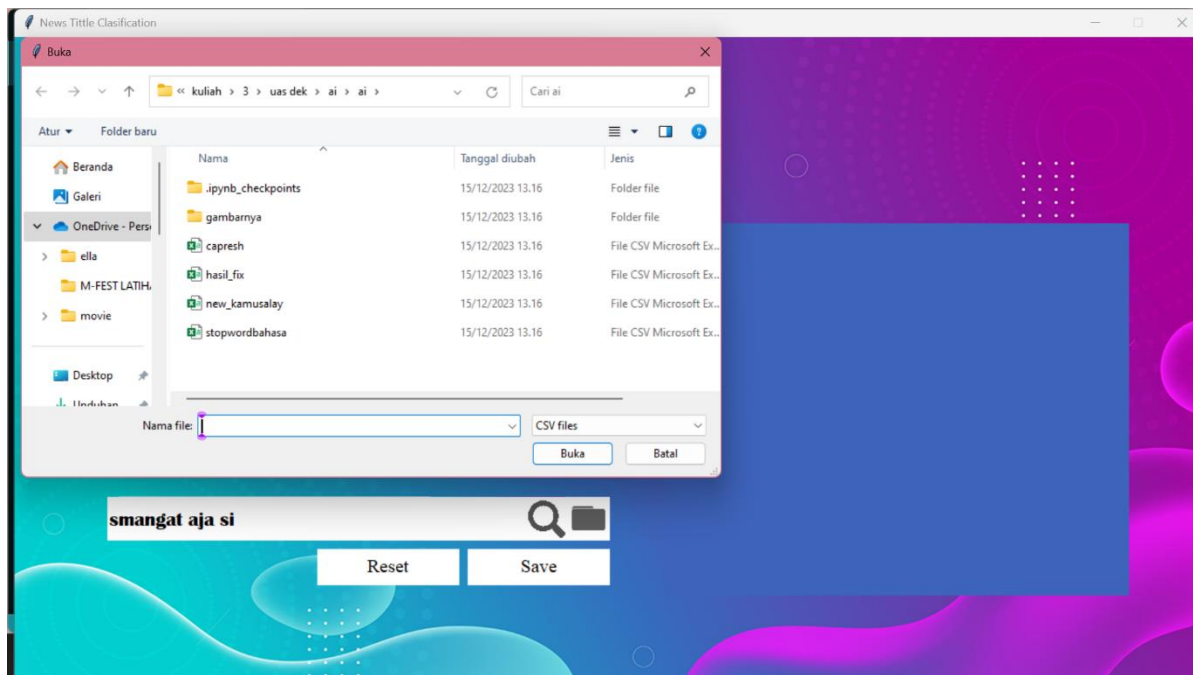 News Tittle Clasification
Buka
« kuliah › 3 › uas dek › ai › ai ›
Cari ai
Atur
Folder baru
Nama Tanggal diubah Jenis
Beranda
Galeri
OneDrive - Pers
ella
M-FEST LATIH
movie
Desktop
Unduhan
.ipynb_checkpoints 15/12/2023 13.16 Folder file
gambarnya 15/12/2023 13.16 Folder file
capresh 15/12/2023 13.16 File CSV Microsoft Ex...
hasil_fix 15/12/2023 13.16 File CSV Microsoft Ex...
new_kamusalay 15/12/2023 13.16 File CSV Microsoft Ex...
stopwordbahasa 15/12/2023 13.16 File CSV Microsoft Ex...
Nama file:
CSV files
Buka Batal
smangat aja si
Reset Save